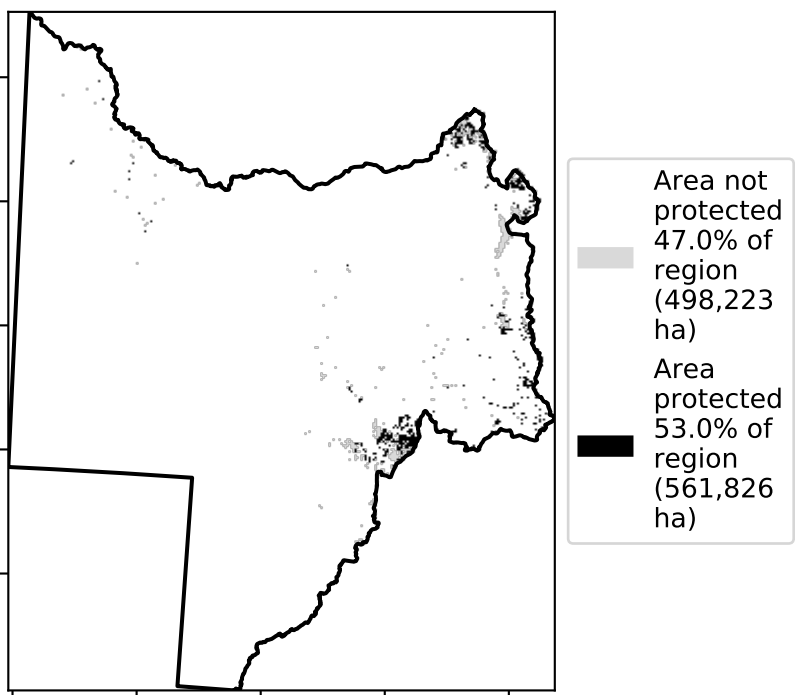 Area not
protected
47.0% of
region
(498,223
ha)
Area
protected
53.0% of
region
(561,826
ha)